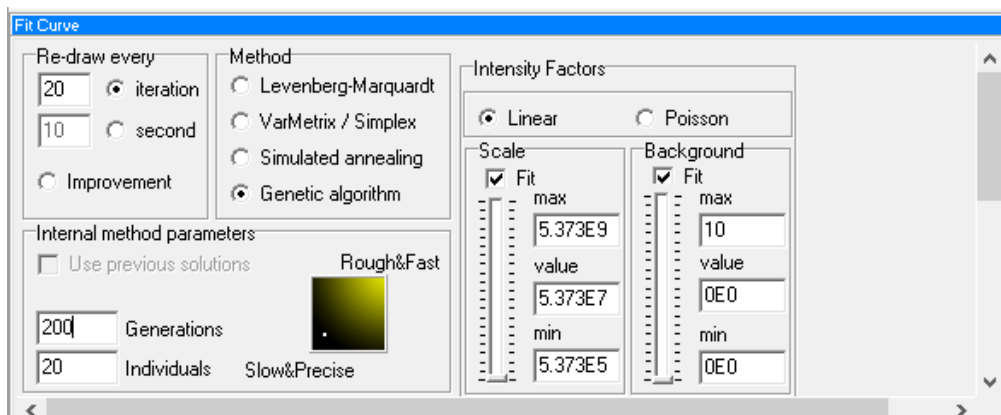 Fit Curve
Re-draw every
20 iteration
10 second
Improvement
Method
Levenberg-Marquardt
VarMetrix / Simplex
Simulated annealing
Genetic algorithm
Internal method parameters
Use previous solutions
Rough&Fast
200 Generations
20 Individuals
Slow&Precise
Intensity Factors
Linear Poisson
Scale
Fit
max
5.373E9
value
5.373E7
min
5.373E5
Background
Fit
max
10
value
0E0
min
0E0